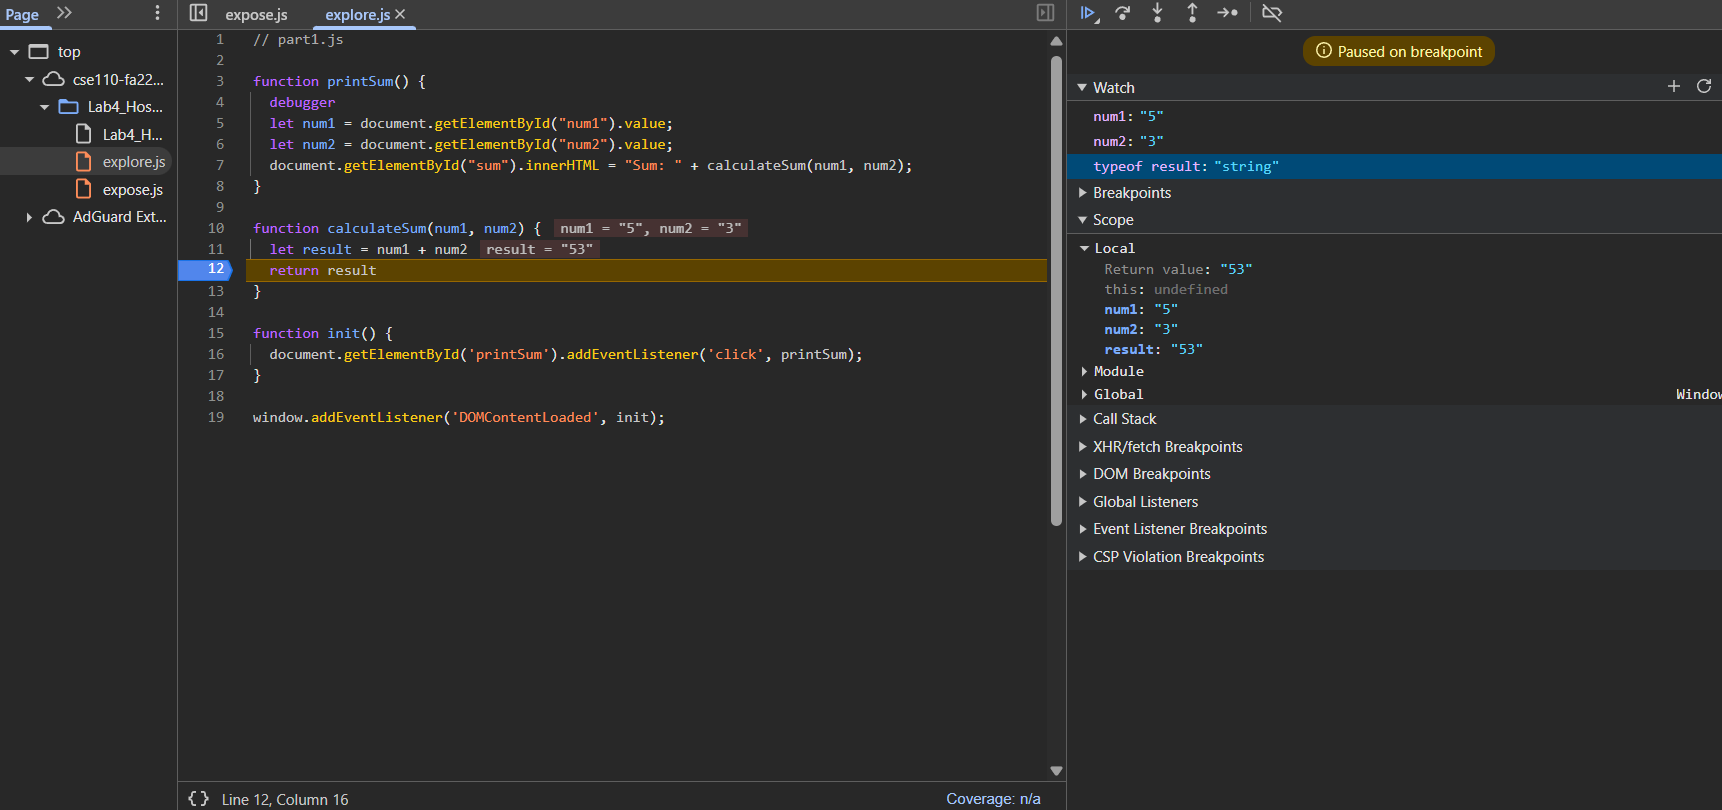 Page
top
cse110-fa22...
Lab4_Hos...
Lab4_H...
explore.js
expose.js
AdGuard Ext...
expose.js explore.js
1 // part1.js
2
3 function printSum() {
4 debugger
5 let num1 = document.getElementById("num1").value;
6 let num2 = document.getElementById("num2").value;
7 document.getElementById("sum").innerHTML = "Sum: " + calculateSum(num1, num2);
8 }
9
10 function calculateSum(num1, num2) { num1 = "5", num2 = "3"
11 let result = num1 + num2 result = "53"
12 return result
13 }
14
15 function init() {
16 document.getElementById('printSum').addEventListener('click', printSum);
17 }
18
19 window.addEventListener('DOMContentLoaded', init);
{} Line 12, Column 16
Coverage: n/a
Paused on breakpoint
Watch
num1: "5"
num2: "3"
typeof result: "string"
Breakpoints
Scope
Local
Return value: "53"
this: undefined
num1: "5"
num2: "3"
result: "53"
Module
Global Window
Call Stack
XHR/fetch Breakpoints
DOM Breakpoints
Global Listeners
Event Listener Breakpoints
CSP Violation Breakpoints